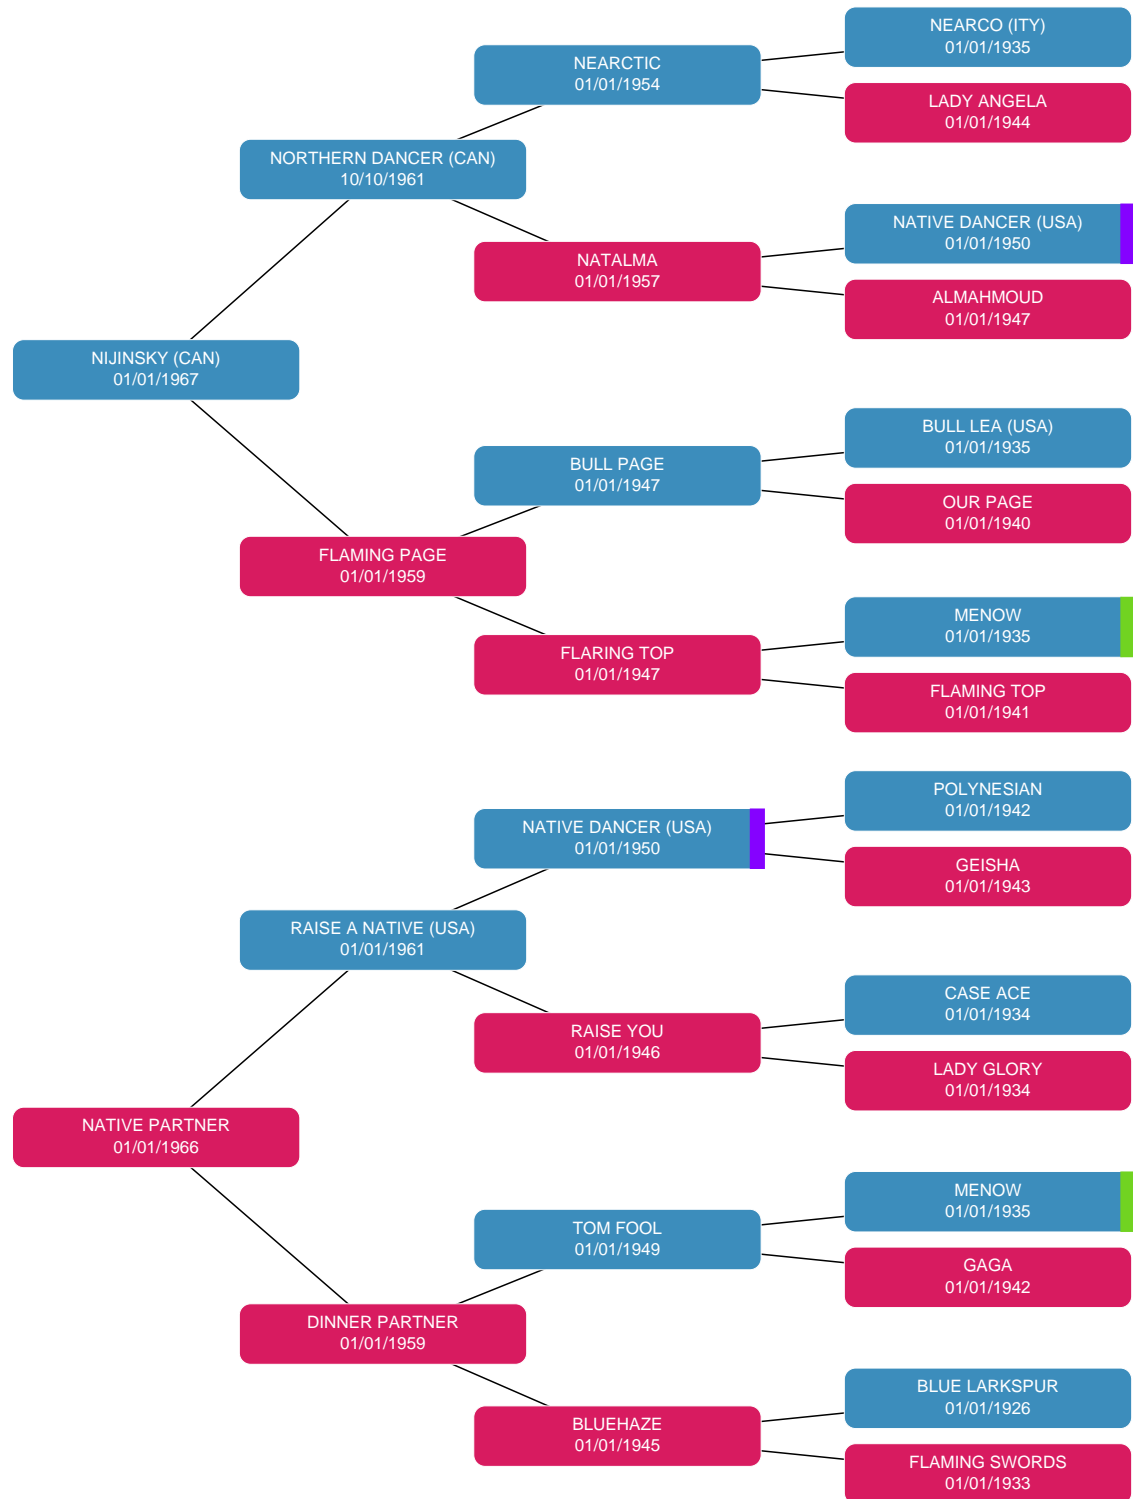 NEARCO (ITY)
01/01/1935
NEARCTIC
01/01/1954
LADY ANGELA
01/01/1944
NORTHERN DANCER (CAN)
10/10/1961
NATIVE DANCER (USA)
01/01/1950
NATALMA
01/01/1957
ALMAHMOUD
01/01/1947
NIJINSKY (CAN)
01/01/1967
BULL LEA (USA)
01/01/1935
BULL PAGE
01/01/1947
OUR PAGE
01/01/1940
FLAMING PAGE
01/01/1959
MENOW
01/01/1935
FLARING TOP
01/01/1947
FLAMING TOP
01/01/1941
POLYNESIAN
01/01/1942
NATIVE DANCER (USA)
01/01/1950
GEISHA
01/01/1943
RAISE A NATIVE (USA)
01/01/1961
CASE ACE
01/01/1934
RAISE YOU
01/01/1946
LADY GLORY
01/01/1934
NATIVE PARTNER
01/01/1966
MENOW
01/01/1935
TOM FOOL
01/01/1949
GAGA
01/01/1942
DINNER PARTNER
01/01/1959
BLUE LARKSPUR
01/01/1926
BLUEHAZE
01/01/1945
FLAMING SWORDS
01/01/1933